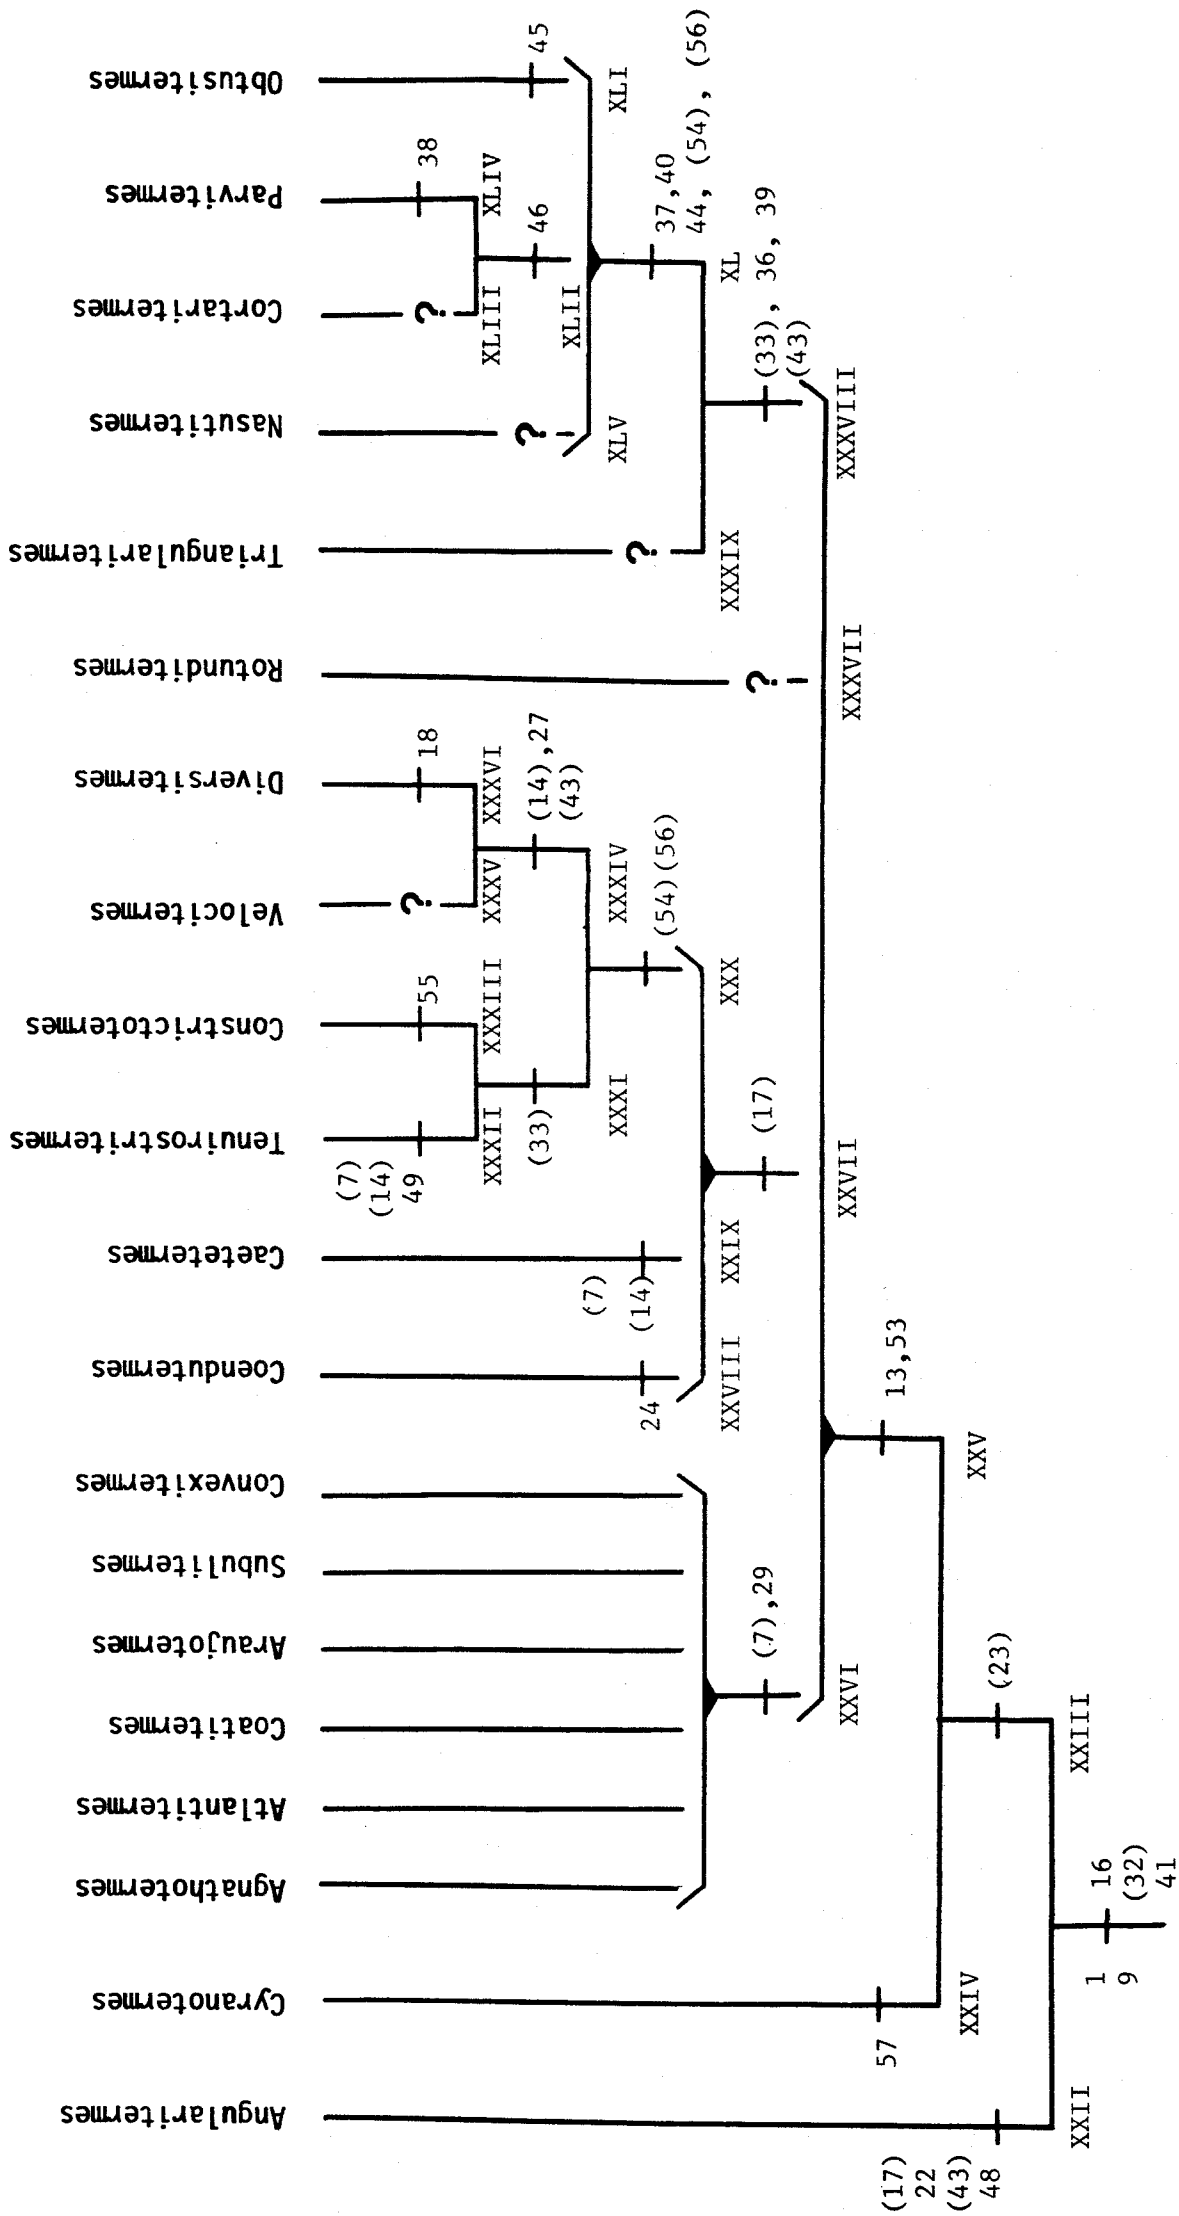 Obtusitermes
Parvitermes
Cortaritermes
Nasutitermes
Triangularitermes
Rotunditermes
Diversitermes
Velocitermes
Constrictotermes
Tenuirostritermes
Caetetermes
Coendutermes
Convexitermes
Subulitermes
Araujotermes
Coatitermes
Atlantitermes
Agnathotermes
Cyranotermes
Angularitermes
45
XLI
38
XLIV
?
XLIII
46
XLII
?
XLV
37,40
44, (54), (56)
XL
?
XXXIX
(33), 36, 39
(43)
XXXVIII
?
XXXVII
18
XXXVI
?
XXXV
(14),27
(43)
XXXIV
55
XXXIII
(7)
(14)
49
XXXII
(33)
XXXI
(54)(56)
XXX
(7)
(14)
XXIX
24
XXVIII
(17)
XXVII
(7),29
XXVI
13,53
XXV
57
XXIV
(23)
XXIII
(17)
22
(43)
48
XXII
1
9
16
(32)
41